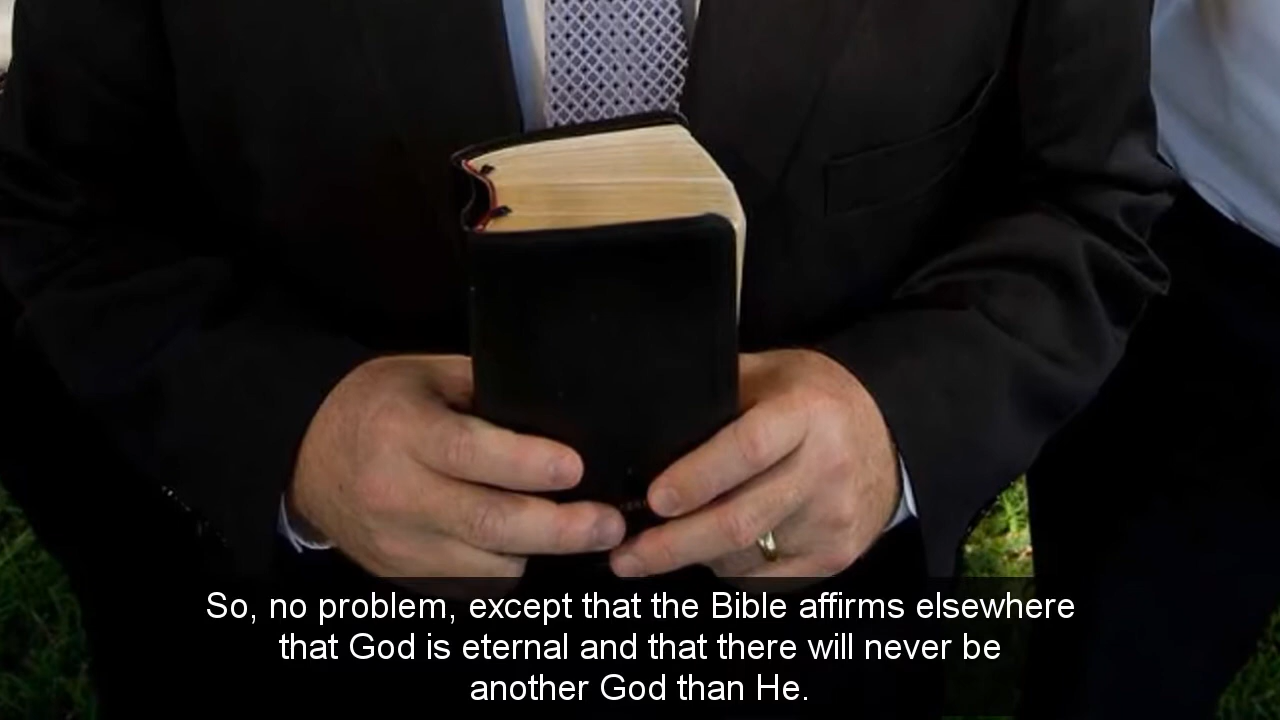 So, no problem, except that the Bible affirms elsewhere
that God is eternal and that there will never be
another God than He.